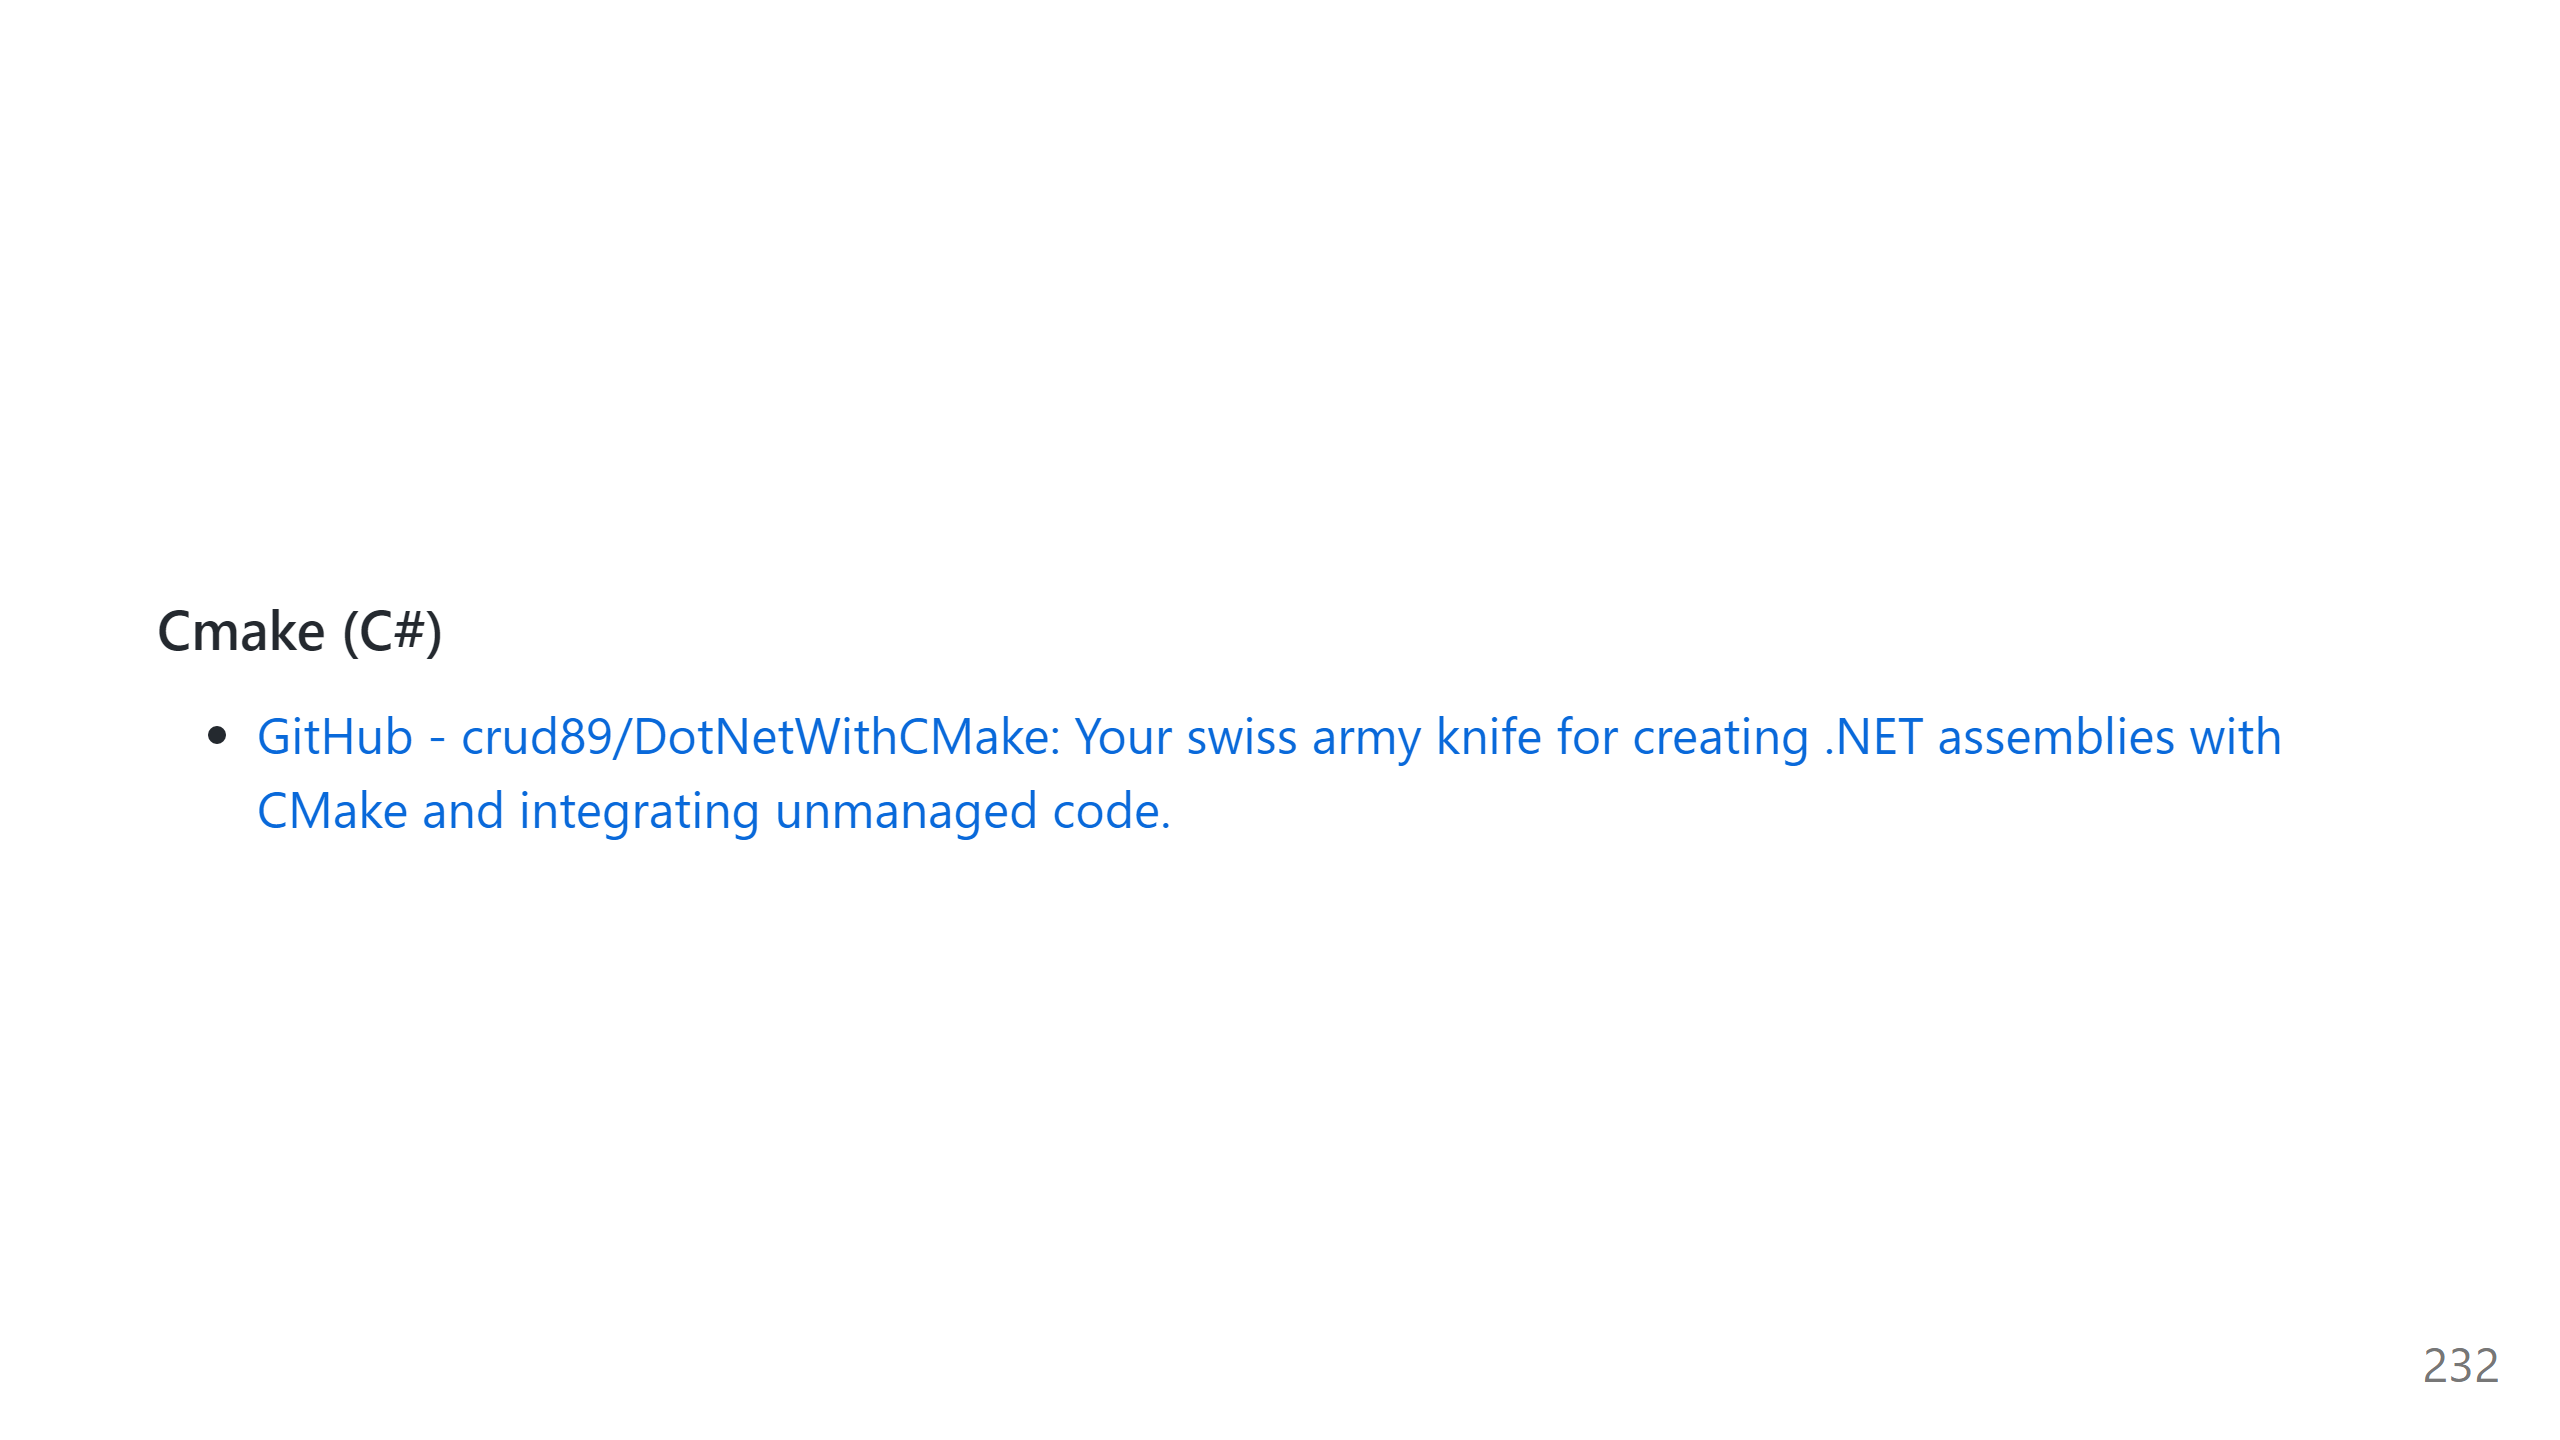 Cmake (C#)
• GitHub - crud89/DotNetWithCMake: Your swiss army knife for creating .NET assemblies with
CMake and integrating unmanaged code.
232